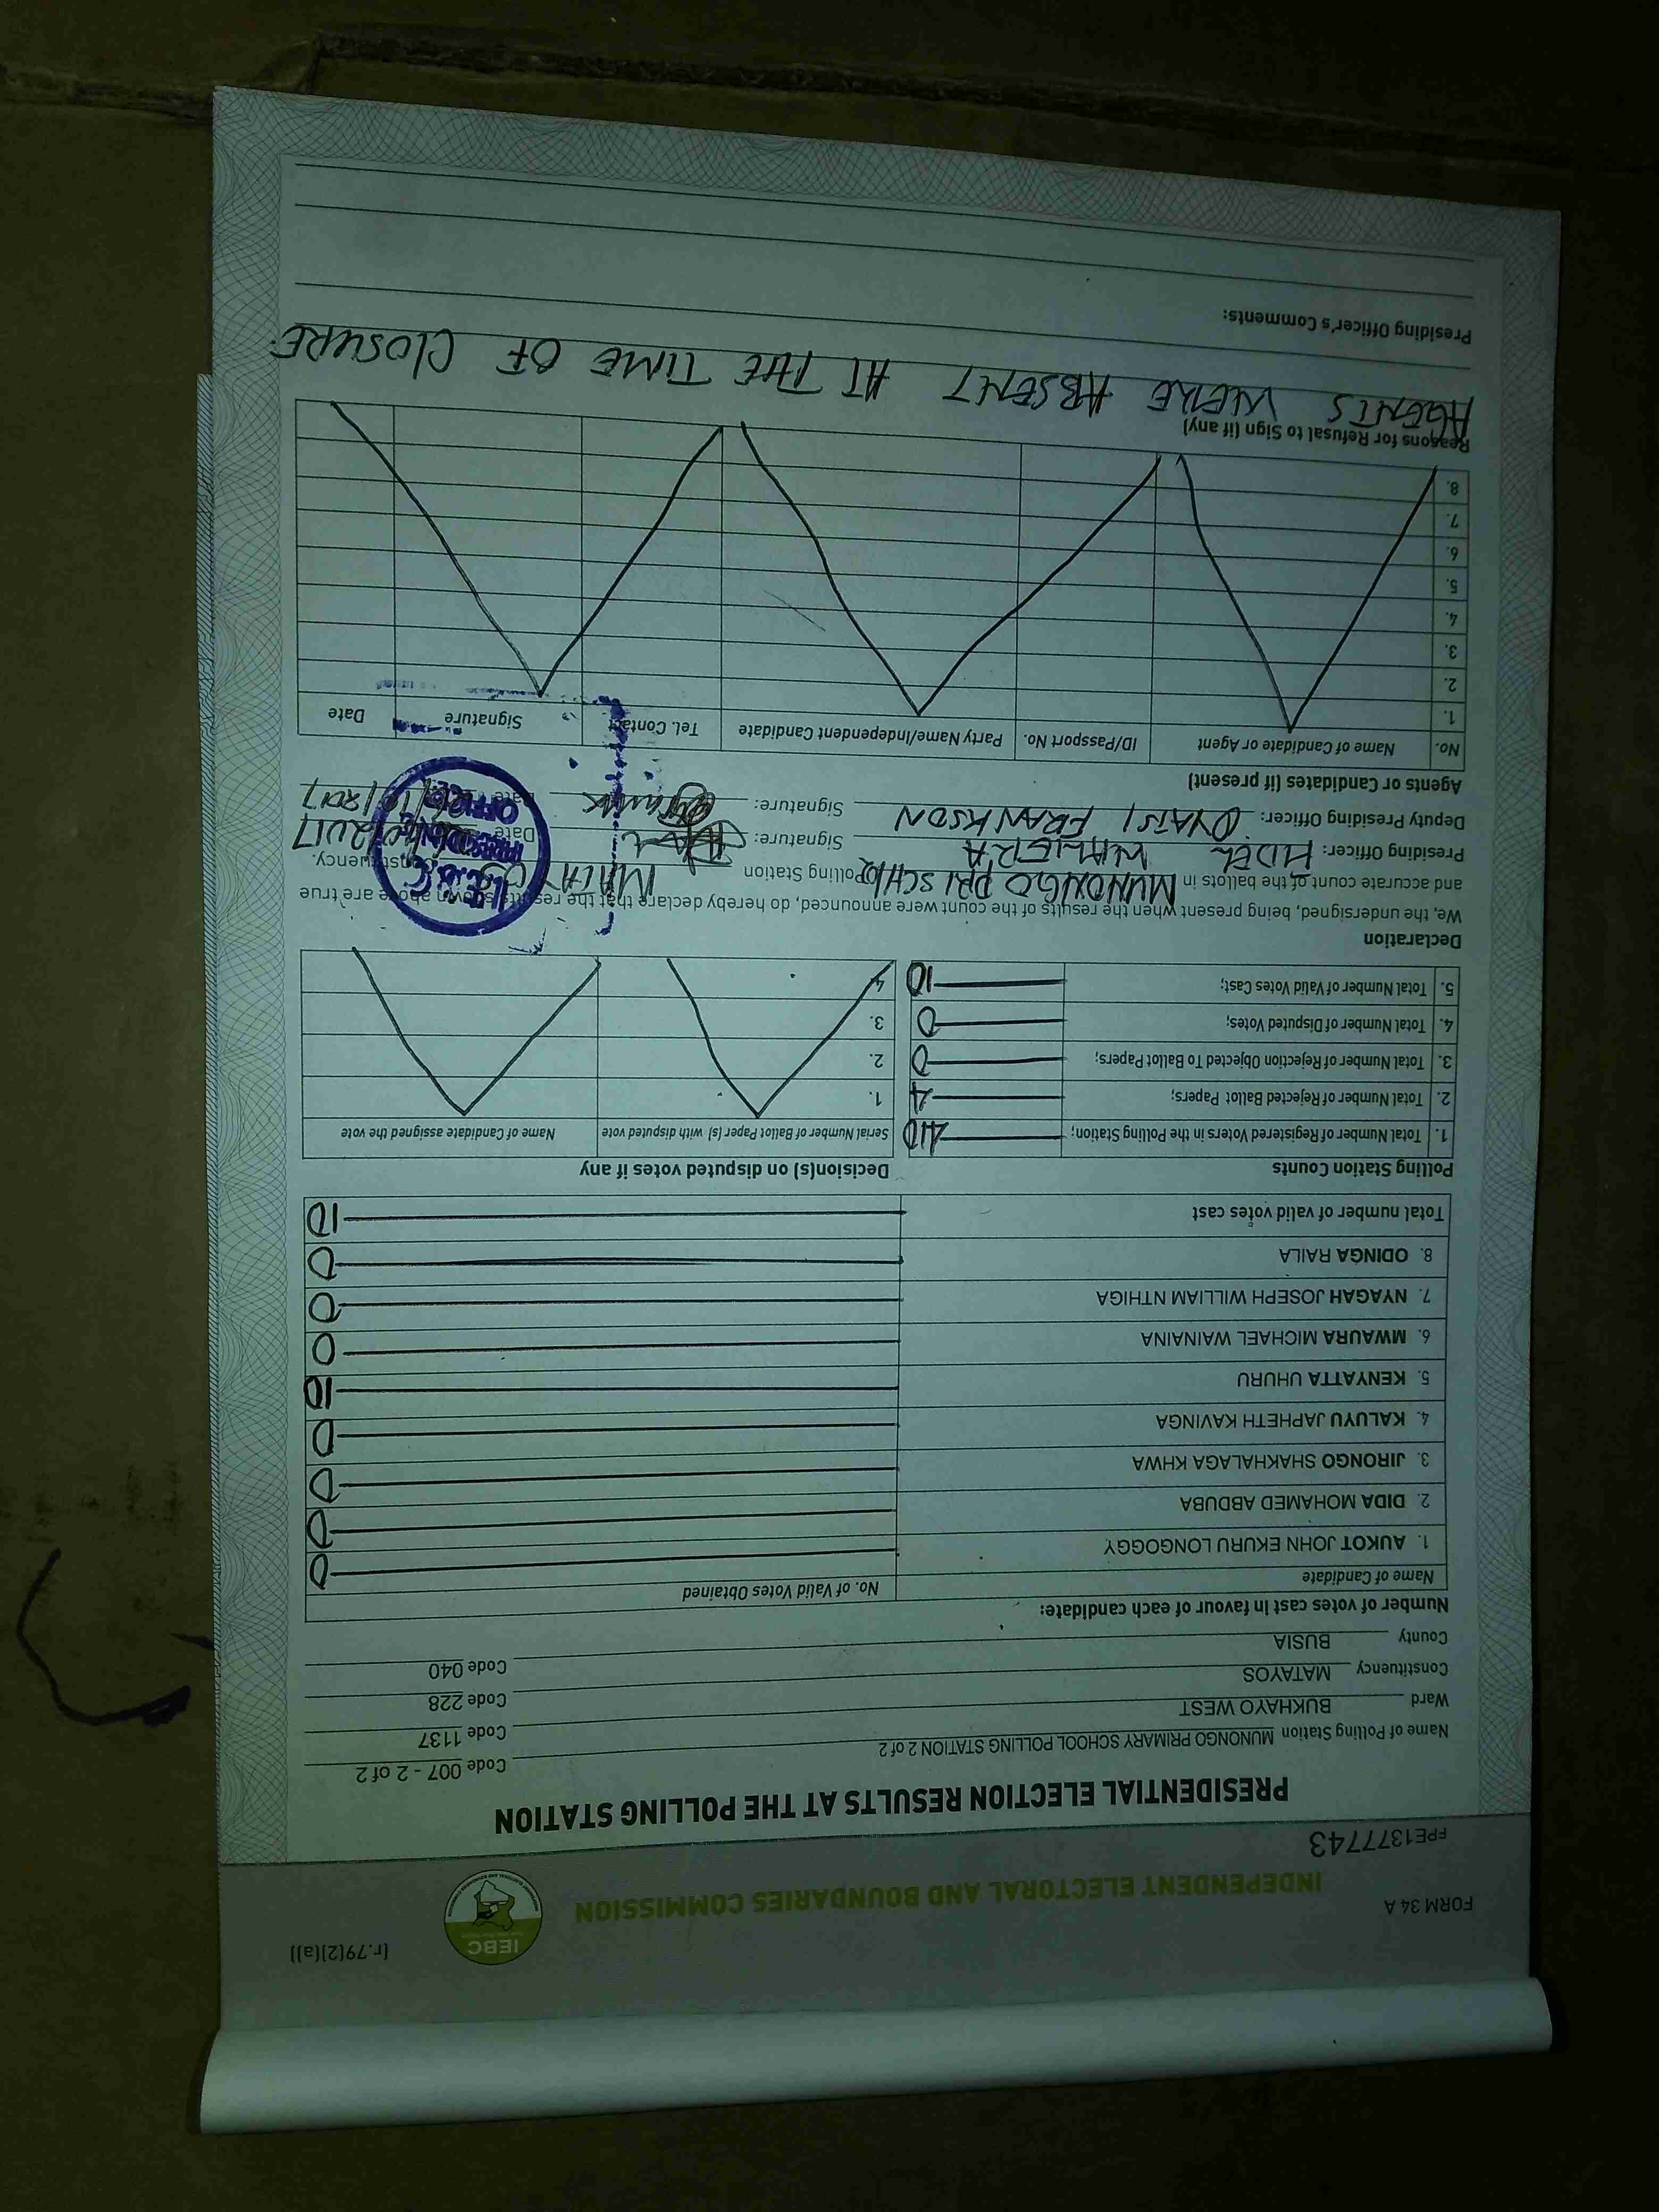 FORM 34 A
(r.79(2)(a))
INDEPENDENT ELECTORAL AND BOUNDARIES COMMISSION
IEBC
FPE1377743
PRESIDENTIAL ELECTION RESULTS AT THE POLLING STATION
Name of Polling Station MUNONGO PRIMARY SCHOOL POLLING STATION 2 of 2 Code 007 - 2 of 2
Ward BUKHAYO WEST Code 1137
Constituency MATAYOS Code 228
County BUSIA Code 040
Number of votes cast in favour of each candidate:
Name of Candidate No. of Valid Votes Obtained
1. AUKOT JOHN EKURU LONGOGGY 0
2. DIDA MOHAMED ABDUBA 0
3. JIRONGO SHAKHALAGA KHWA 0
4. KALUYU JAPHETH KAVINGA 0
5. KENYATTA UHURU 10
6. MWAURA MICHAEL WAINAINA 0
7. NYAGAH JOSEPH WILLIAM NTHIGA 0
8. ODINGA RAILA 0
Total number of valid votes cast 10
Polling Station Counts
1. Total Number of Registered Voters in the Polling Station; 410
2. Total Number of Rejected Ballot Papers; 4
3. Total Number of Rejection Objected To Ballot Papers; 0
4. Total Number of Disputed Votes; 0
5. Total Number of Valid Votes Cast; 10
Decision(s) on disputed votes if any
Serial Number of Ballot Paper (s) with disputed vote Name of Candidate assigned the vote
1.
2.
3.
4.
Declaration
We, the undersigned, being present when the results of the count were announced, do hereby declare that the results shown above are true
and accurate count of the ballots in MUNONGO PRI SCH Polling Station MATAYOS Constituency.
Presiding Officer: FIDEL WALIERA Signature: Date
Deputy Presiding Officer: OYATSI FRANKSON Signature: Date
I.E.B.C
PRESIDING
OFFICER
Agents or Candidates (if present)
No. Name of Candidate or Agent ID/Passport No. Party Name/Independent Candidate Tel. Contact Signature Date
1.
2.
3.
4.
5.
6.
7.
8.
Reasons for Refusal to Sign (if any)
AGENTS WERE ABSENT AT THE TIME OF CLOSURE.
Presiding Officer's Comments: